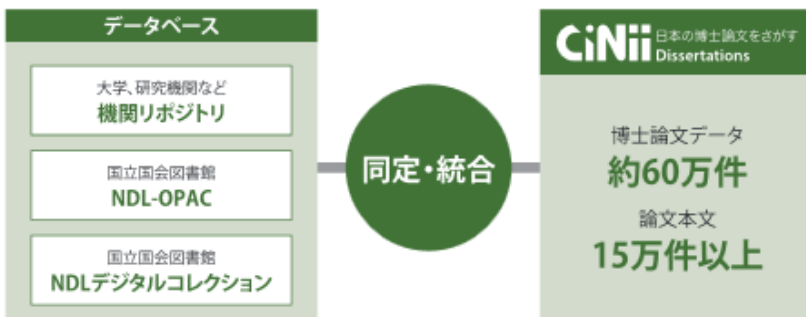 データベース
大学、研究機関など
機関リポジトリ
国立国会図書館
NDL-OPAC
国立国会図書館
NDLデジタルコレクション
同定・統合
CiNii 日本の博士論文をさがす
Dissertations
博士論文データ
約60万件
論文本文
15万件以上